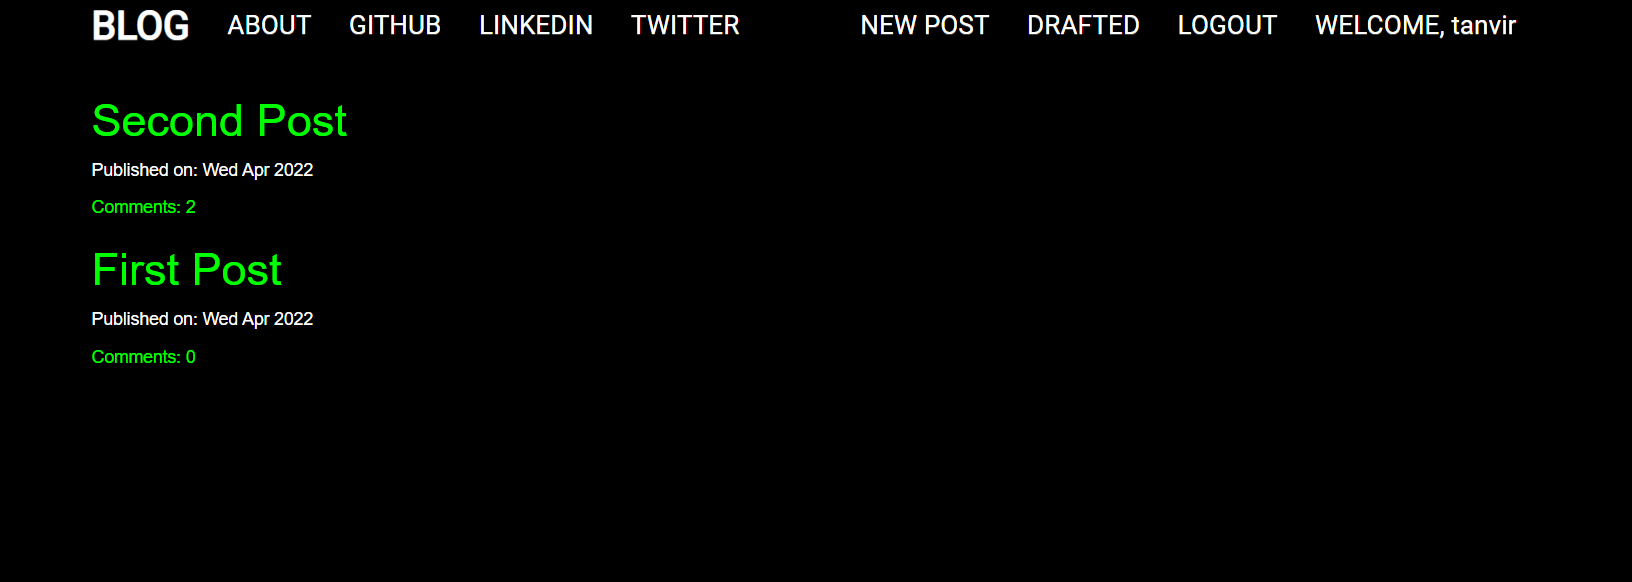 BLOG ABOUT GITHUB LINKEDIN TWITTER NEW POST DRAFTED LOGOUT WELCOME, tanvir
Second Post
Published on: Wed Apr 2022
Comments: 2
First Post
Published on: Wed Apr 2022
Comments: 0